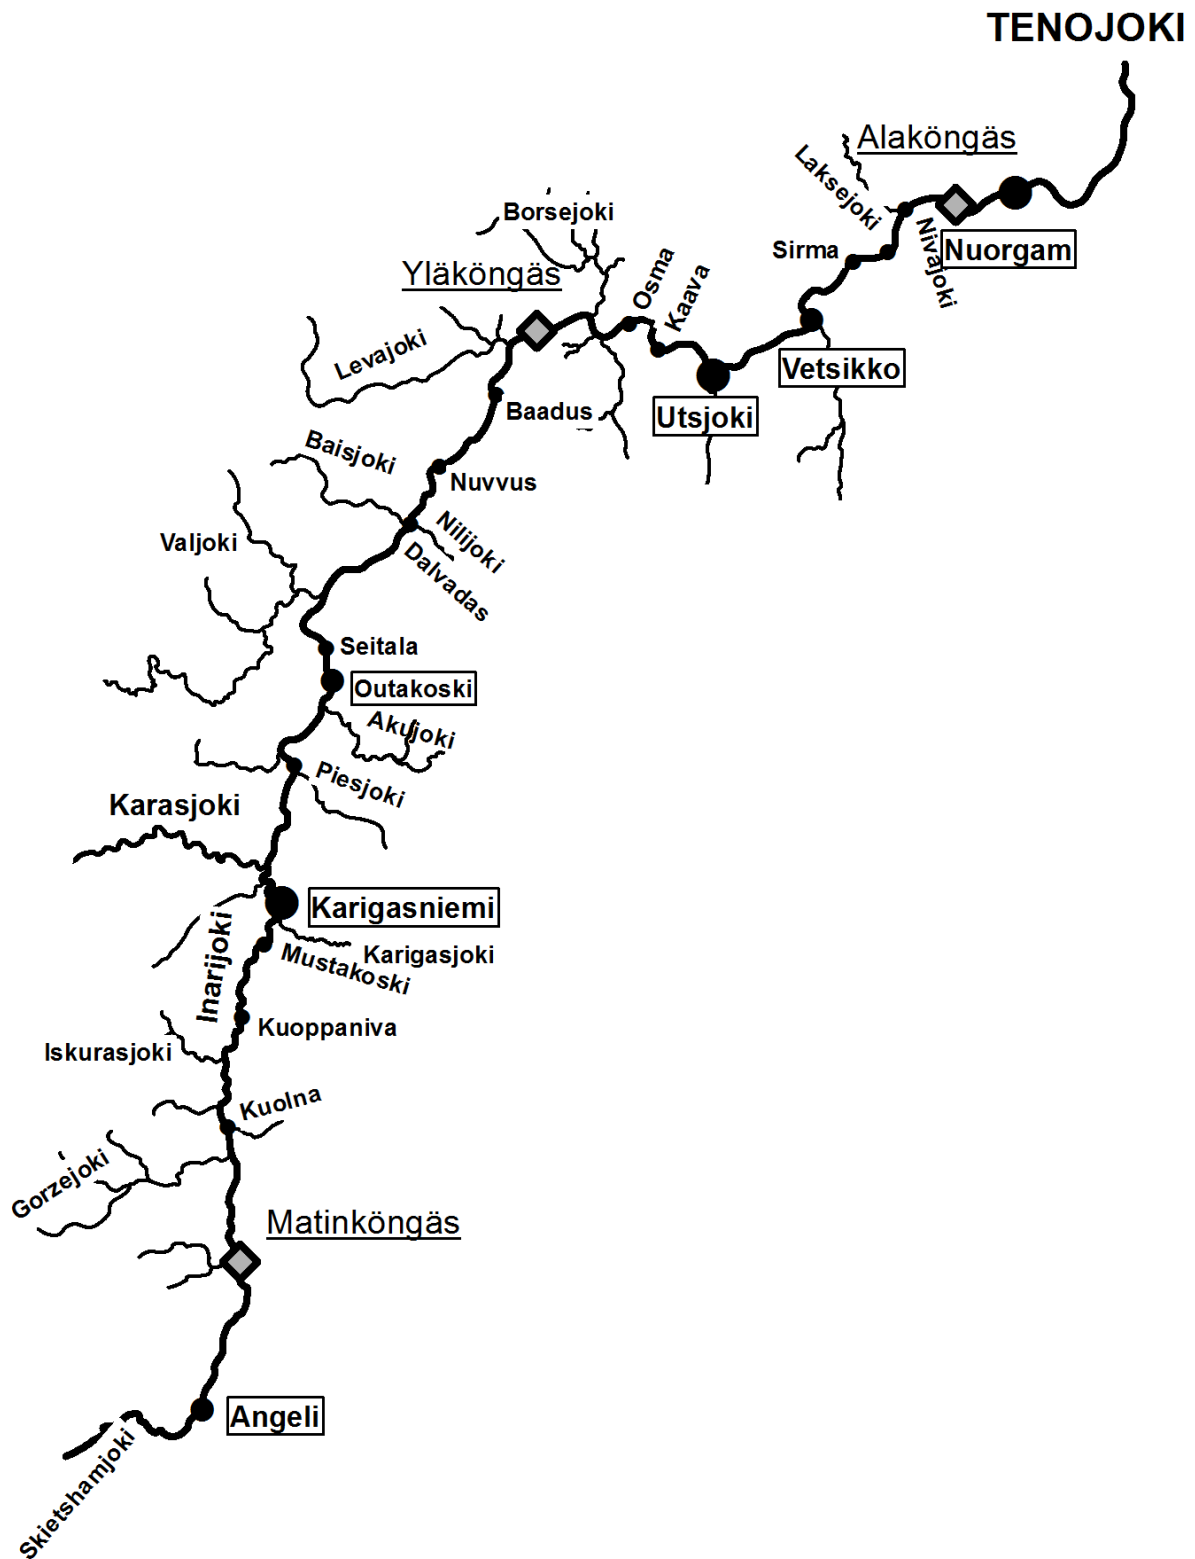 TENOJOKI
Alaköngäs
Laksejoki
Borsejoki
Nivajoki
Nuorgam
Sirma
Osma
Kaava
Yläköngäs
Levajoki
Vetsikko
Baadus
Utsjoki
Baisjoki
Nuvvus
Nilijoki
Valjoki
Dalvadas
Seitala
Outakoski
Akujoki
Piesjoki
Karasjoki
Karigasniemi
Inarijoki
Karigasjoki
Mustakoski
Kuoppaniva
Iskurasjoki
Kuolna
Gorzejoki
Matinköngäs
Angeli
Skietshamjoki